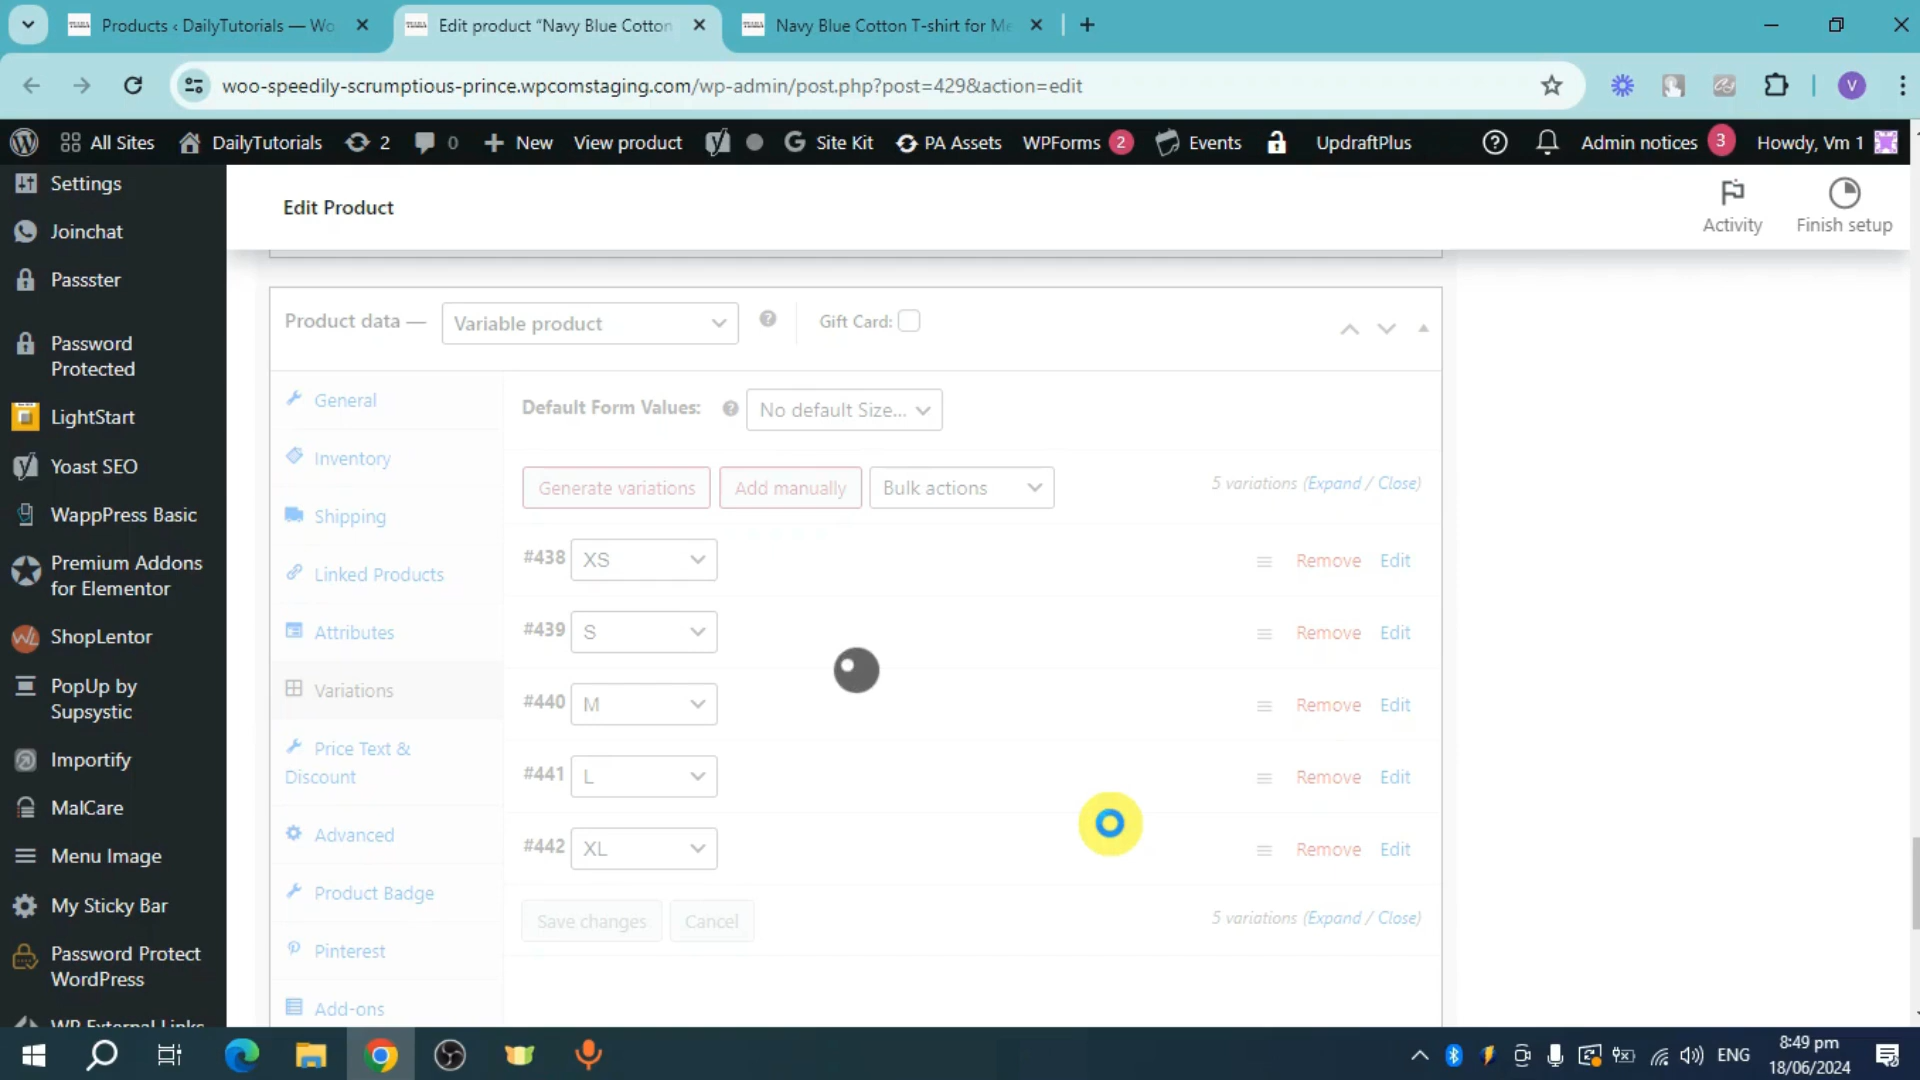 Products ‹ DailyTutorials — Wo
Edit product “Navy Blue Cotton
Navy Blue Cotton T-shirt for Me
woo-speedily-scrumptious-prince.wpcomstaging.com/wp-admin/post.php?post=429&action=edit
V
All Sites
DailyTutorials
2
0
New
View product
Site Kit
PA Assets
WPForms
2
Events
UpdraftPlus
Admin notices
3
Howdy, Vm 1
Settings
Joinchat
Passster
Password
Protected
LightStart
Yoast SEO
WappPress Basic
Premium Addons
for Elementor
ShopLentor
PopUp by
Supsystic
Importify
MalCare
Menu Image
My Sticky Bar
Password Protect
WordPress
WP External Links
Edit Product
Activity
Finish setup
Product data —
Variable product
Gift Card:
General
Inventory
Shipping
Linked Products
Attributes
Variations
Price Text &
Discount
Advanced
Product Badge
Pinterest
Add-ons
Default Form Values:
No default Size...
Generate variations
Add manually
Bulk actions
5 variations (Expand / Close)
#438
XS
Remove
Edit
#439
S
Remove
Edit
#440
M
Remove
Edit
#441
L
Remove
Edit
#442
XL
Remove
Edit
Save changes
Cancel
5 variations (Expand / Close)
ENG
8:49 pm
18/06/2024